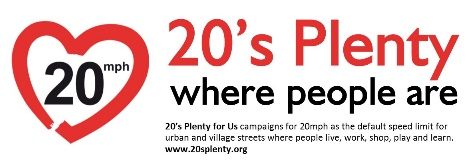 20mph
20's Plenty
where people are
20's Plenty for Us campaigns for 20mph as the default speed limit for
urban and village streets where people live, work, shop, play and learn.
www.20splenty.org